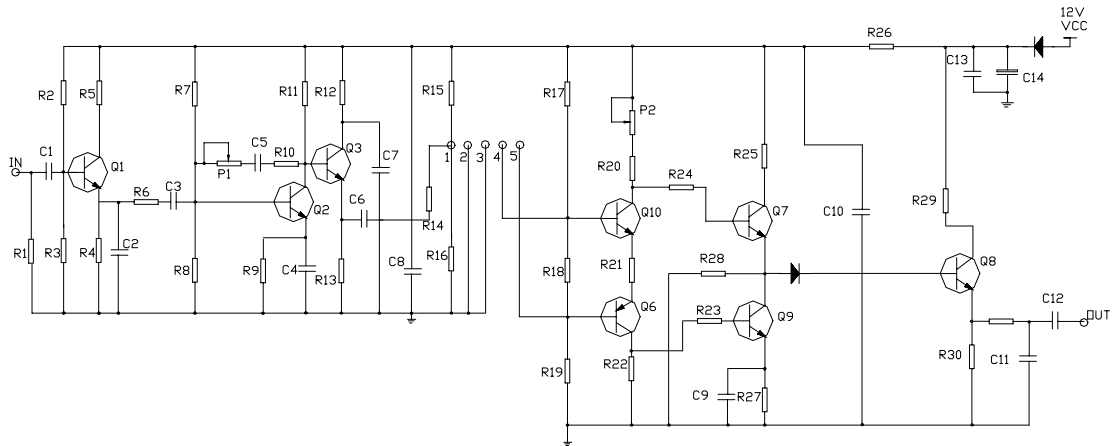 12V
VCC
R26
C13
C14
R2
R5
R7
R11
R12
R15
R17
P2
IN
C1
Q1
C5
R10
Q3
C7
1
2
3
4
5
R20
R25
R24
P1
R6
C3
Q2
C6
R14
Q10
Q7
C10
R29
R1
R3
R4
C2
R8
R9
C4
R13
C8
R16
R18
R21
R28
Q8
Q6
R23
Q9
C12
OUT
R19
R22
C9
R27
R30
C11